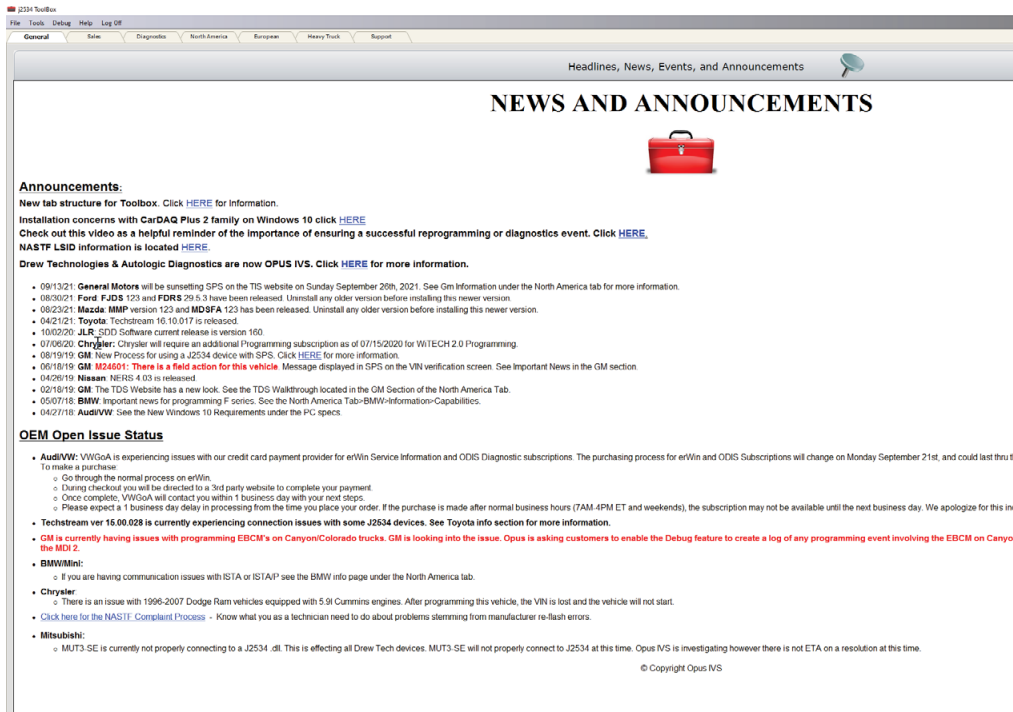 j2534 ToolBox
File Tools Debug Help Log Off
General Sales Diagnostics North America European Heavy Truck Support
Headlines, News, Events, and Announcements
NEWS AND ANNOUNCEMENTS
Announcements:
New tab structure for Toolbox. Click HERE for Information.
Installation concerns with CarDAQ Plus 2 family on Windows 10 click HERE
Check out this video as a helpful reminder of the importance of ensuring a successful reprogramming or diagnostics event. Click HERE.
NASTF LSID information is located HERE.
Drew Technologies & Autologic Diagnostics are now OPUS IVS. Click HERE for more information.
• 09/13/21: General Motors will be sunsetting SPS on the TIS website on Sunday September 26th, 2021. See Gm Information under the North America tab for more information.
• 08/30/21: Ford: FJDS 123 and FDRS 29.5.3 have been released. Uninstall any older version before installing this newer version.
• 08/23/21: Mazda: MMP version 123 and MDSFA 123 has been released. Uninstall any older version before installing this newer version.
• 04/21/21: Toyota: Techstream 16.10.017 is released.
• 10/02/20: JLR: SDD Software current release is version 160.
• 07/06/20: Chrysler: Chrysler will require an additional Programming subscription as of 07/15/2020 for WiTECH 2.0 Programming.
• 08/19/19: GM: New Process for using a J2534 device with SPS. Click HERE for more information.
• 06/18/19: GM: M24601: There is a field action for this vehicle. Message displayed in SPS on the VIN verification screen. See Important News in the GM section.
• 04/26/19: Nissan: NERS 4.03 is released.
• 02/18/19: GM: The TDS Website has a new look. See the TDS Walkthrough located in the GM Section of the North America Tab.
• 05/07/18: BMW: Important news for programming F series. See the North America Tab>BMW>Information>Capabilities.
• 04/27/18: Audi/VW: See the New Windows 10 Requirements under the PC specs.
OEM Open Issue Status
• Audi/VW: VWGoA is experiencing issues with our credit card payment provider for erWin Service Information and ODIS Diagnostic subscriptions. The purchasing process for erWin and ODIS Subscriptions will change on Monday September 21st, and could last thru
To make a purchase:
o Go through the normal process on erWin.
o During checkout you will be directed to a 3rd party website to complete your payment.
o Once complete, VWGoA will contact you within 1 business day with your next steps.
o Please expect a 1 business day delay in processing from the time you place your order. If the purchase is made after normal business hours (7AM-4PM ET and weekends), the subscription may not be available until the next business day. We apologize for this
• Techstream ver 15.00.028 is currently experiencing connection issues with some J2534 devices. See Toyota info section for more information.
• GM is currently having issues with programming EBCM's on Canyon/Colorado trucks. GM is looking into the issue. Opus is asking customers to enable the Debug feature to create a log of any programming event involving the EBCM on Canyo
the MDI 2.
• BMW/Mini:
o If you are having communication issues with ISTA or ISTA/P see the BMW info page under the North America tab.
• Chrysler
o There is an issue with 1996-2007 Dodge Ram vehicles equipped with 5.9l Cummins engines. After programming this vehicle, the VIN is lost and the vehicle will not start.
• Click here for the NASTF Complaint Process - Know what you as a technician need to do about problems stemming from manufacturer re-flash errors.
• Mitsubishi:
o MUT3-SE is currently not properly connecting to a J2534 .dll. This is effecting all Drew Tech devices. MUT3-SE will not properly connect to J2534 at this time. Opus IVS is investigating however there is not ETA on a resolution at this time.
© Copyright Opus IVS